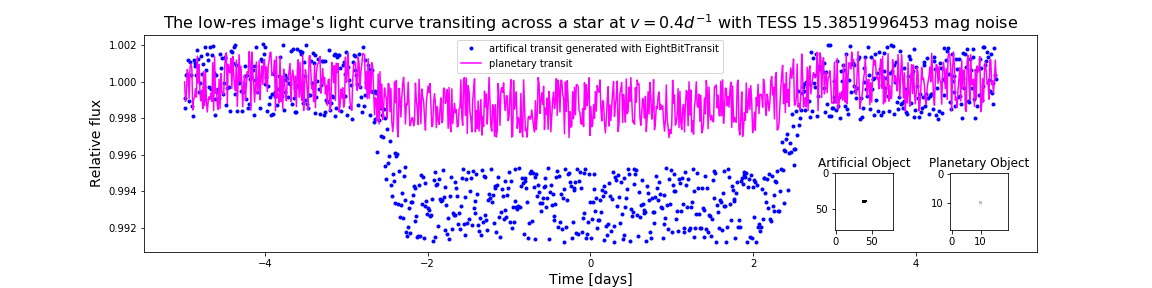 The low-res image's light curve transiting across a star at v = 0.4d⁻¹ with TESS 15.3851996453 mag noise
artifical transit generated with EightBitTransit
planetary transit
Relative flux
1.002
1.000
0.998
0.996
0.994
0.992
Artificial Object
0
50
0
50
Planetary Object
0
10
0
10
−4
−2
0
2
4
Time [days]